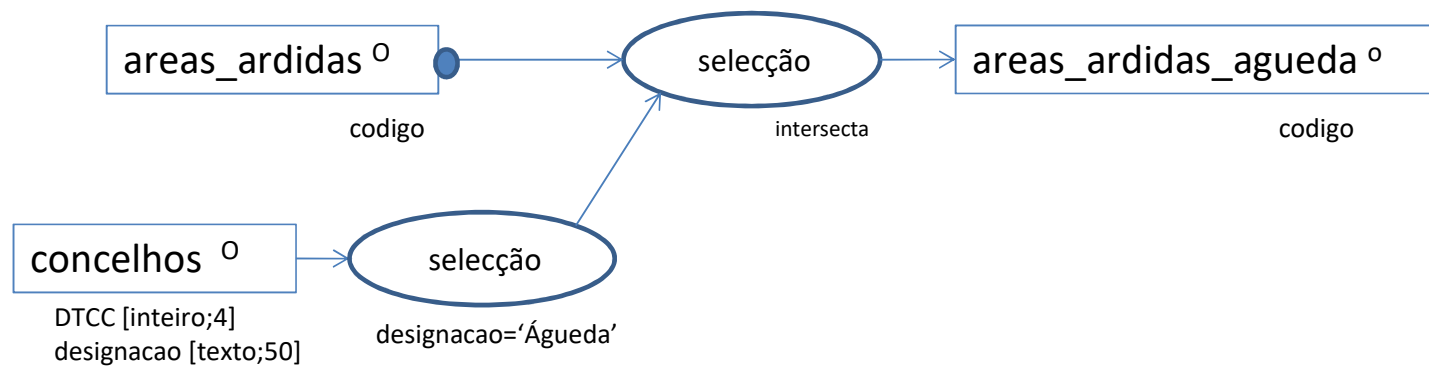 areas_ardidas O
codigo
selecção
intersecta
areas_ardidas_agueda o
codigo
concelhos O
DTCC [inteiro;4]
designacao [texto;50]
selecção
designacao=‘Águeda’